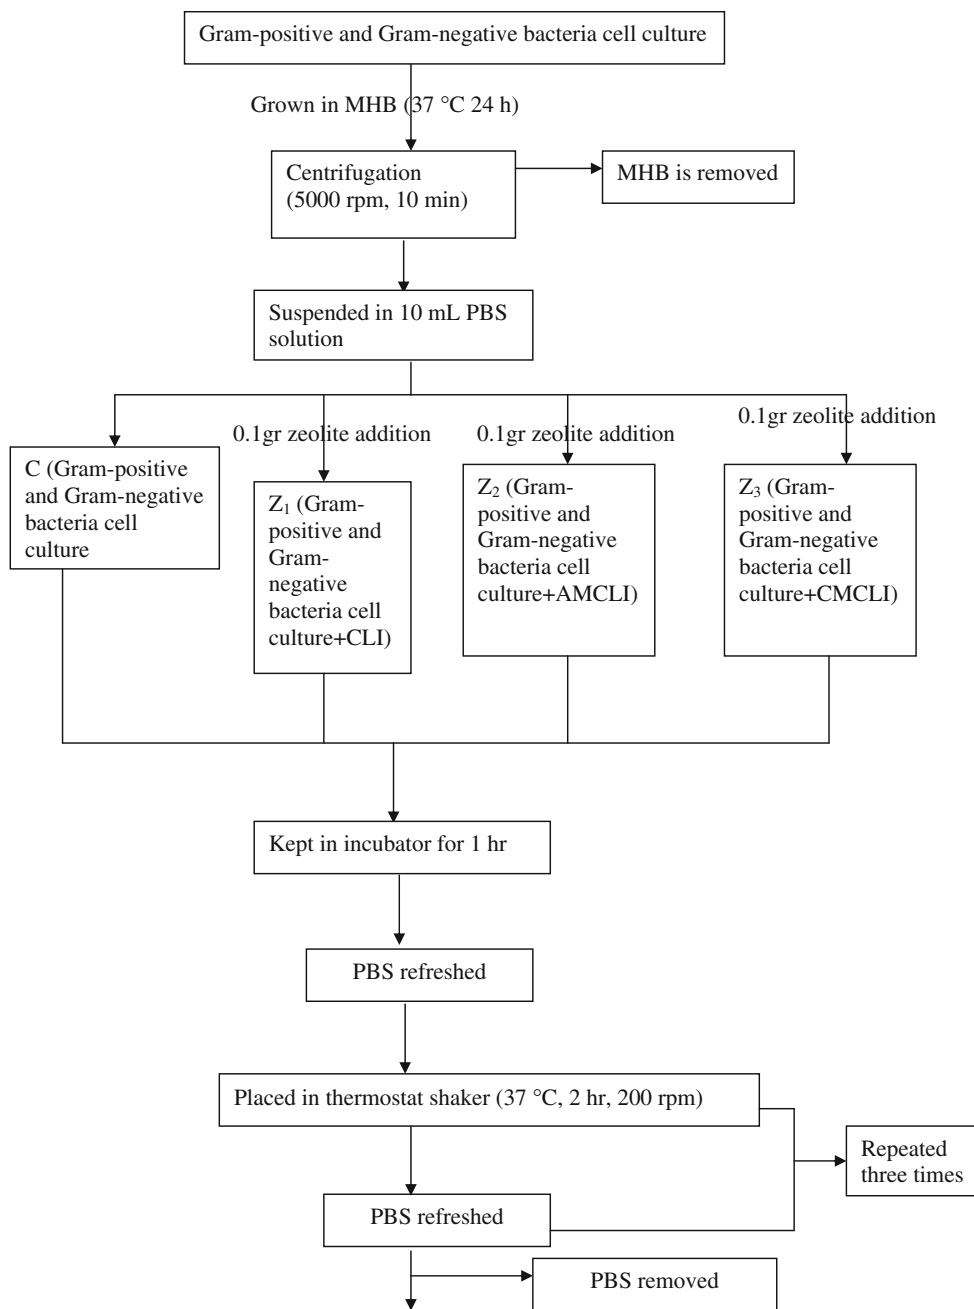 Gram-positive and Gram-negative bacteria cell culture
Grown in MHB (37 °C 24 h)
Centrifugation
(5000 rpm, 10 min)
MHB is removed
Suspended in 10 mL PBS
solution
0.1gr zeolite addition
0.1gr zeolite addition
0.1gr zeolite addition
C (Gram-positive
and Gram-negative
bacteria cell
culture
Z₁ (Gram-
positive and
Gram-
negative
bacteria cell
culture+CLI)
Z₂ (Gram-
positive and
Gram-negative
bacteria cell
culture+AMCLI)
Z₃ (Gram-
positive and
Gram-negative
bacteria cell
culture+CMCLI)
Kept in incubator for 1 hr
PBS refreshed
Placed in thermostat shaker (37 °C, 2 hr, 200 rpm)
Repeated
three times
PBS refreshed
PBS removed